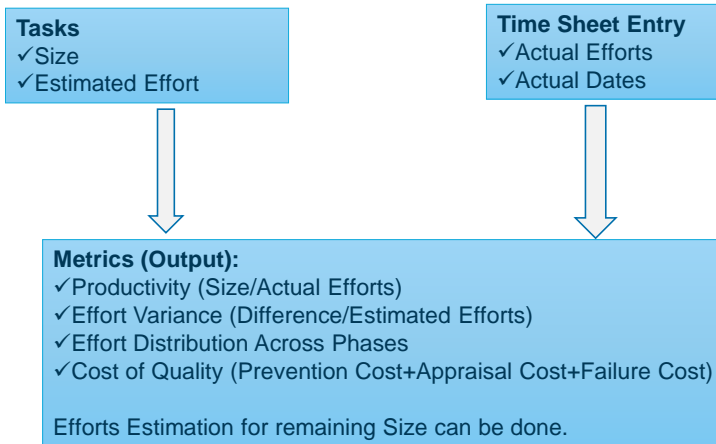 Tasks
✓Size
✓Estimated Effort
Time Sheet Entry
✓Actual Efforts
✓Actual Dates
Metrics (Output):
✓Productivity (Size/Actual Efforts)
✓Effort Variance (Difference/Estimated Efforts)
✓Effort Distribution Across Phases
✓Cost of Quality (Prevention Cost+Appraisal Cost+Failure Cost)
Efforts Estimation for remaining Size can be done.